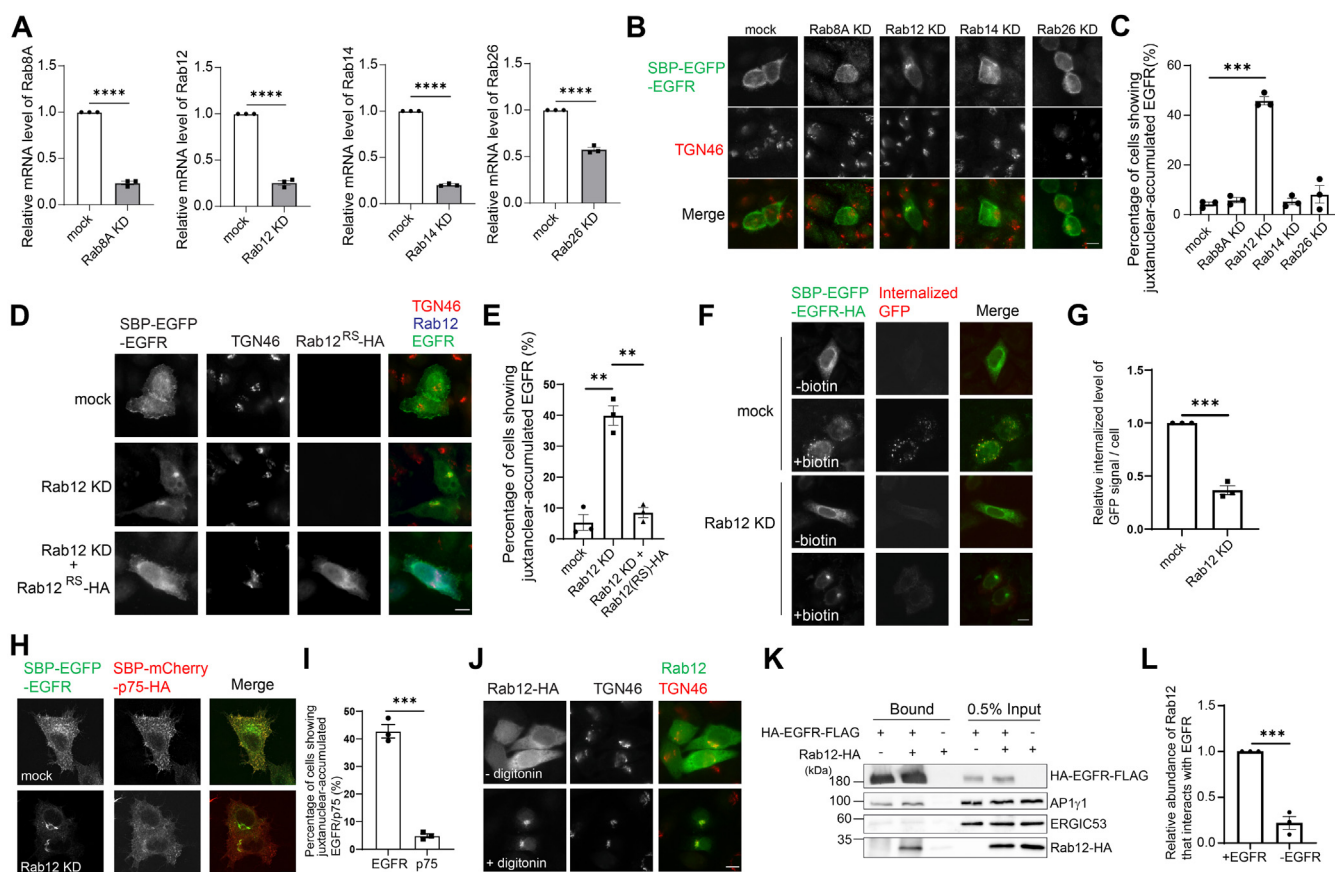 A
Relative mRNA level of Rab8A
1.5
1.0
0.5
0.0
****
mock
Rab8A KD
Relative mRNA level of Rab12
1.5
1.0
0.5
0.0
****
mock
Rab12 KD
Relative mRNA level of Rab14
1.5
1.0
0.5
0.0
****
mock
Rab14 KD
Relative mRNA level of Rab26
1.5
1.0
0.5
0.0
****
mock
Rab26 KD
B
mock
Rab8A KD
Rab12 KD
Rab14 KD
Rab26 KD
SBP-EGFP
-EGFR
TGN46
Merge
C
Percentage of cells showing
juxtanuclear-accumulated EGFR(%)
60
40
20
0
***
mock
Rab8A KD
Rab12 KD
Rab14 KD
Rab26 KD
D
SBP-EGFP
-EGFR
TGN46
Rab12RS-HA
TGN46
Rab12
EGFR
mock
Rab12 KD
Rab12 KD
+
Rab12RS-HA
E
Percentage of cells showing
juxtanclear-accumulated EGFR (%)
50
40
30
20
10
0
**
**
mock
Rab12 KD
Rab12 KD +
Rab12(RS)-HA
F
SBP-EGFP
-EGFR-HA
Internalized
GFP
Merge
mock
-biotin
+biotin
Rab12 KD
-biotin
+biotin
G
Relative internalized level of
GFP signal / cell
1.5
1.0
0.5
0.0
***
mock
Rab12 KD
H
SBP-EGFP
-EGFR
SBP-mCherry
-p75-HA
Merge
mock
Rab12 KD
I
Percentage of cells showing
juxtanuclear-accumulated
EGFR/p75 (%)
50
40
30
20
10
0
***
EGFR
p75
J
Rab12-HA
TGN46
Rab12
TGN46
- digitonin
+ digitonin
K
Bound
0.5% Input
HA-EGFR-FLAG
+ + - + + -
Rab12-HA
- + + - + +
(kDa)
180
HA-EGFR-FLAG
100
AP1γ1
50
ERGIC53
35
25
Rab12-HA
L
Relative abundance of Rab12
that interacts with EGFR
1.5
1.0
0.5
0.0
***
+EGFR
-EGFR